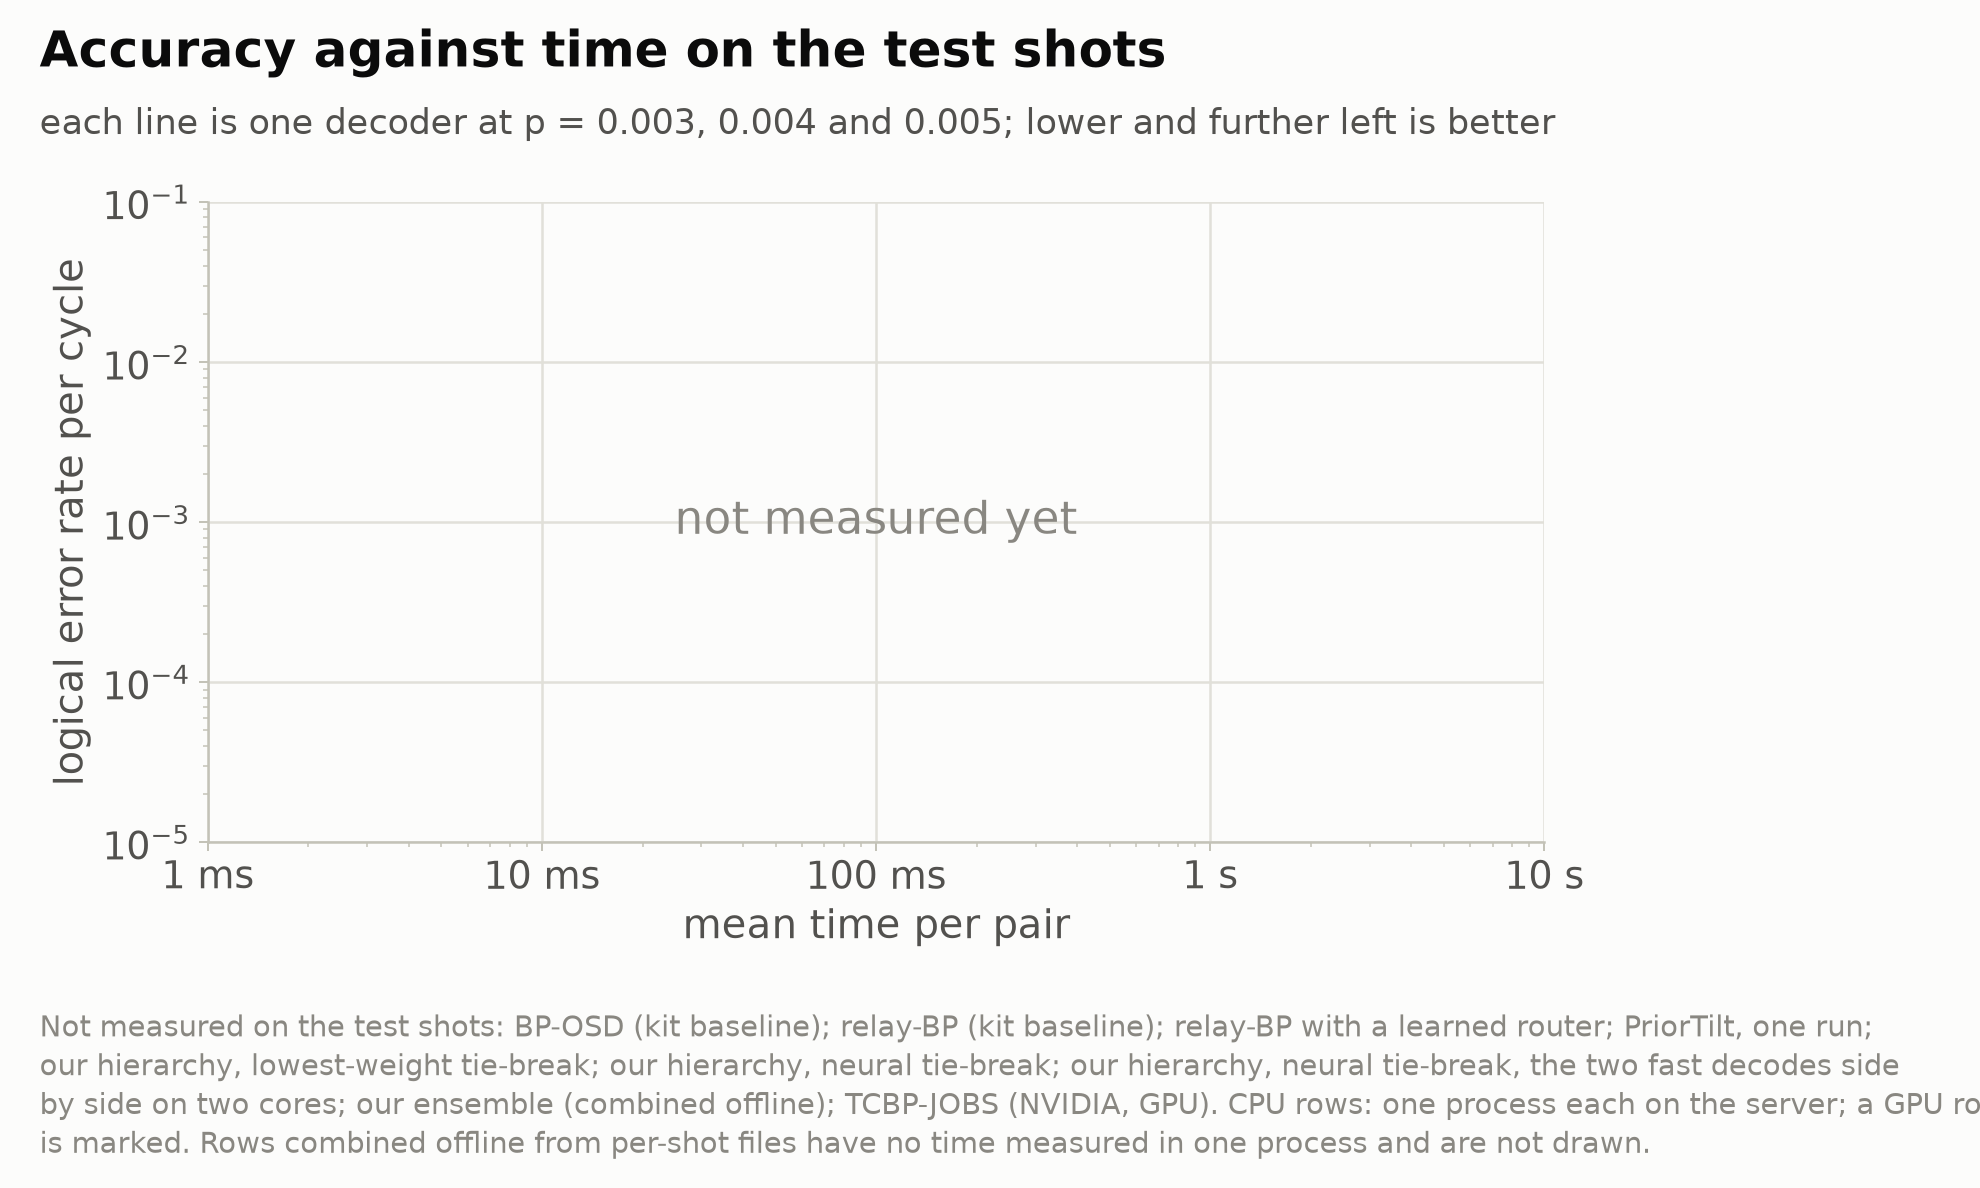 Accuracy against time on the test shots
each line is one decoder at p = 0.003, 0.004 and 0.005; lower and further left is better
10⁻¹
10⁻²
10⁻³
10⁻⁴
10⁻⁵
logical error rate per cycle
not measured yet
1 ms
10 ms
100 ms
1 s
10 s
mean time per pair
Not measured on the test shots: BP-OSD (kit baseline); relay-BP (kit baseline); relay-BP with a learned router; PriorTilt, one run;
our hierarchy, lowest-weight tie-break; our hierarchy, neural tie-break; our hierarchy, neural tie-break, the two fast decodes side
by side on two cores; our ensemble (combined offline); TCBP-JOBS (NVIDIA, GPU). CPU rows: one process each on the server; a GPU ro
is marked. Rows combined offline from per-shot files have no time measured in one process and are not drawn.